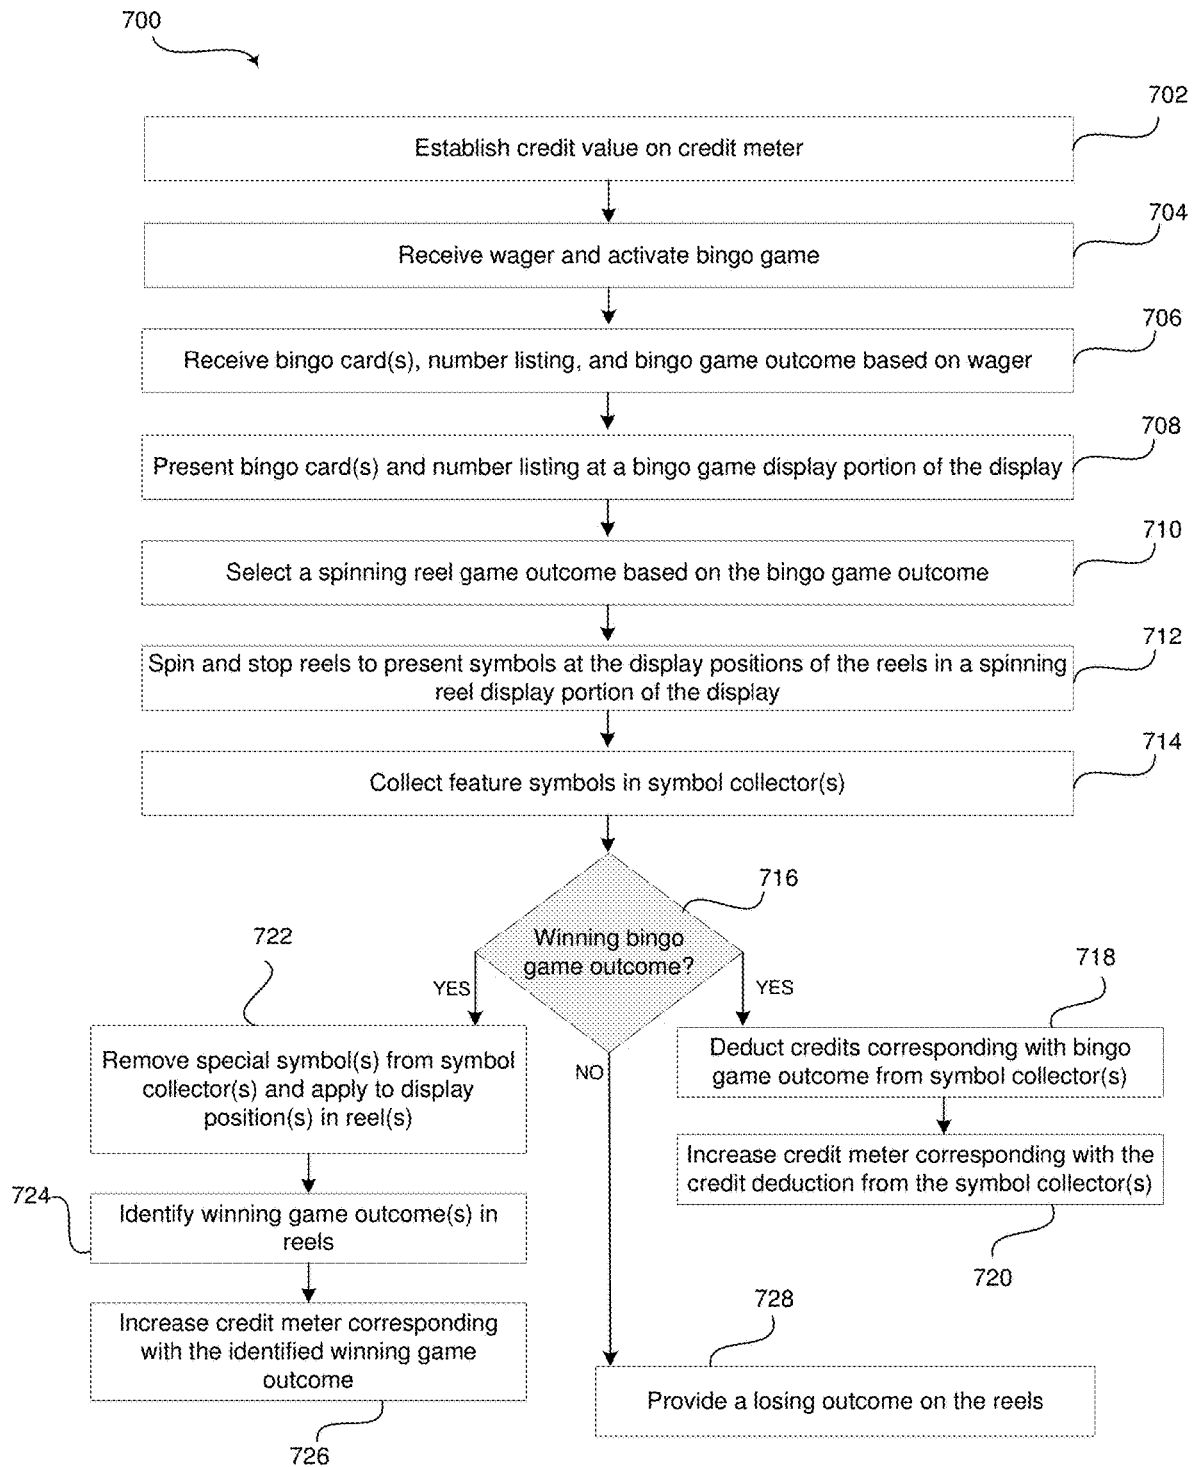 700
702
Establish credit value on credit meter
704
Receive wager and activate bingo game
706
Receive bingo card(s), number listing, and bingo game outcome based on wager
708
Present bingo card(s) and number listing at a bingo game display portion of the display
710
Select a spinning reel game outcome based on the bingo game outcome
712
Spin and stop reels to present symbols at the display positions of the reels in a spinning
reel display portion of the display
714
Collect feature symbols in symbol collector(s)
716
Winning bingo
game outcome?
YES
YES
NO
722
Remove special symbol(s) from symbol
collector(s) and apply to display
position(s) in reel(s)
724
Identify winning game outcome(s) in
reels
Increase credit meter corresponding
with the identified winning game
outcome
726
718
Deduct credits corresponding with bingo
game outcome from symbol collector(s)
Increase credit meter corresponding with the
credit deduction from the symbol collector(s)
720
728
Provide a losing outcome on the reels